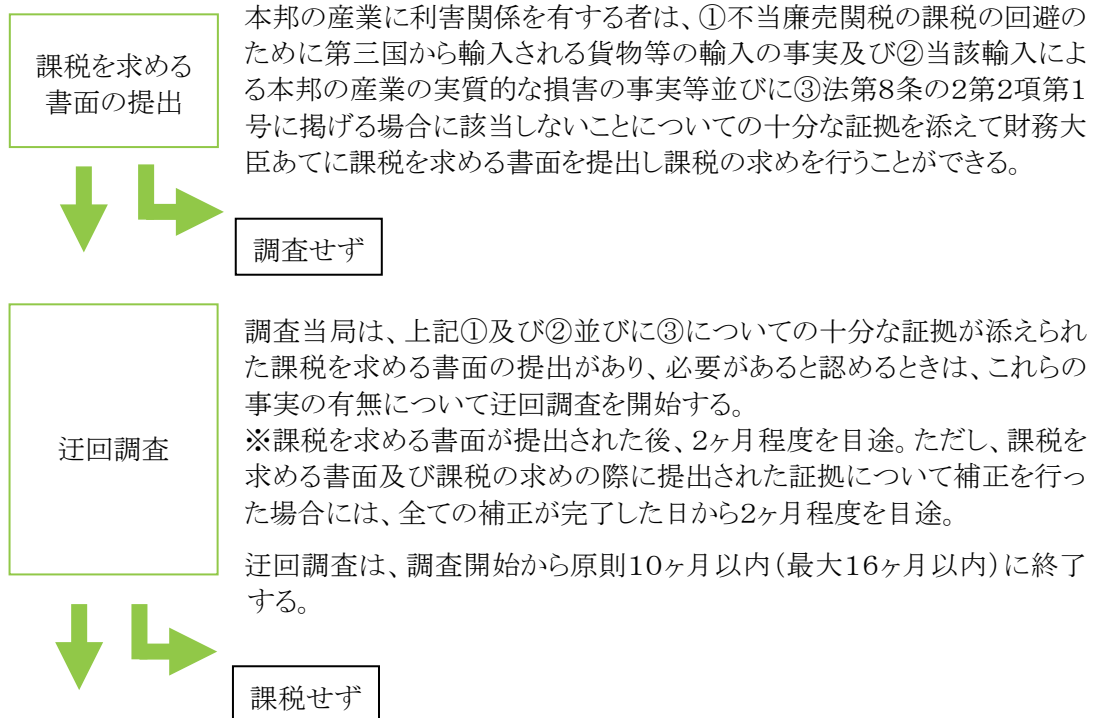 課税を求める
書面の提出
本邦の産業に利害関係を有する者は、①不当廉売関税の課税の回避の
ために第三国から輸入される貨物等の輸入の事実及び②当該輸入によ
る本邦の産業の実質的な損害の事実等並びに③法第8条の2第2項第1
号に掲げる場合に該当しないことについての十分な証拠を添えて財務大
臣あてに課税を求める書面を提出し課税の求めを行うことができる。
調査せず
迂回調査
調査当局は、上記①及び②並びに③についての十分な証拠が添えられ
た課税を求める書面の提出があり、必要があると認めるときは、これらの
事実の有無について迂回調査を開始する。
※課税を求める書面が提出された後、2ヶ月程度を目途。ただし、課税を
求める書面及び課税の求めの際に提出された証拠について補正を行っ
た場合には、全ての補正が完了した日から2ヶ月程度を目途。
迂回調査は、調査開始から原則10ヶ月以内(最大16ヶ月以内)に終了
する。
課税せず